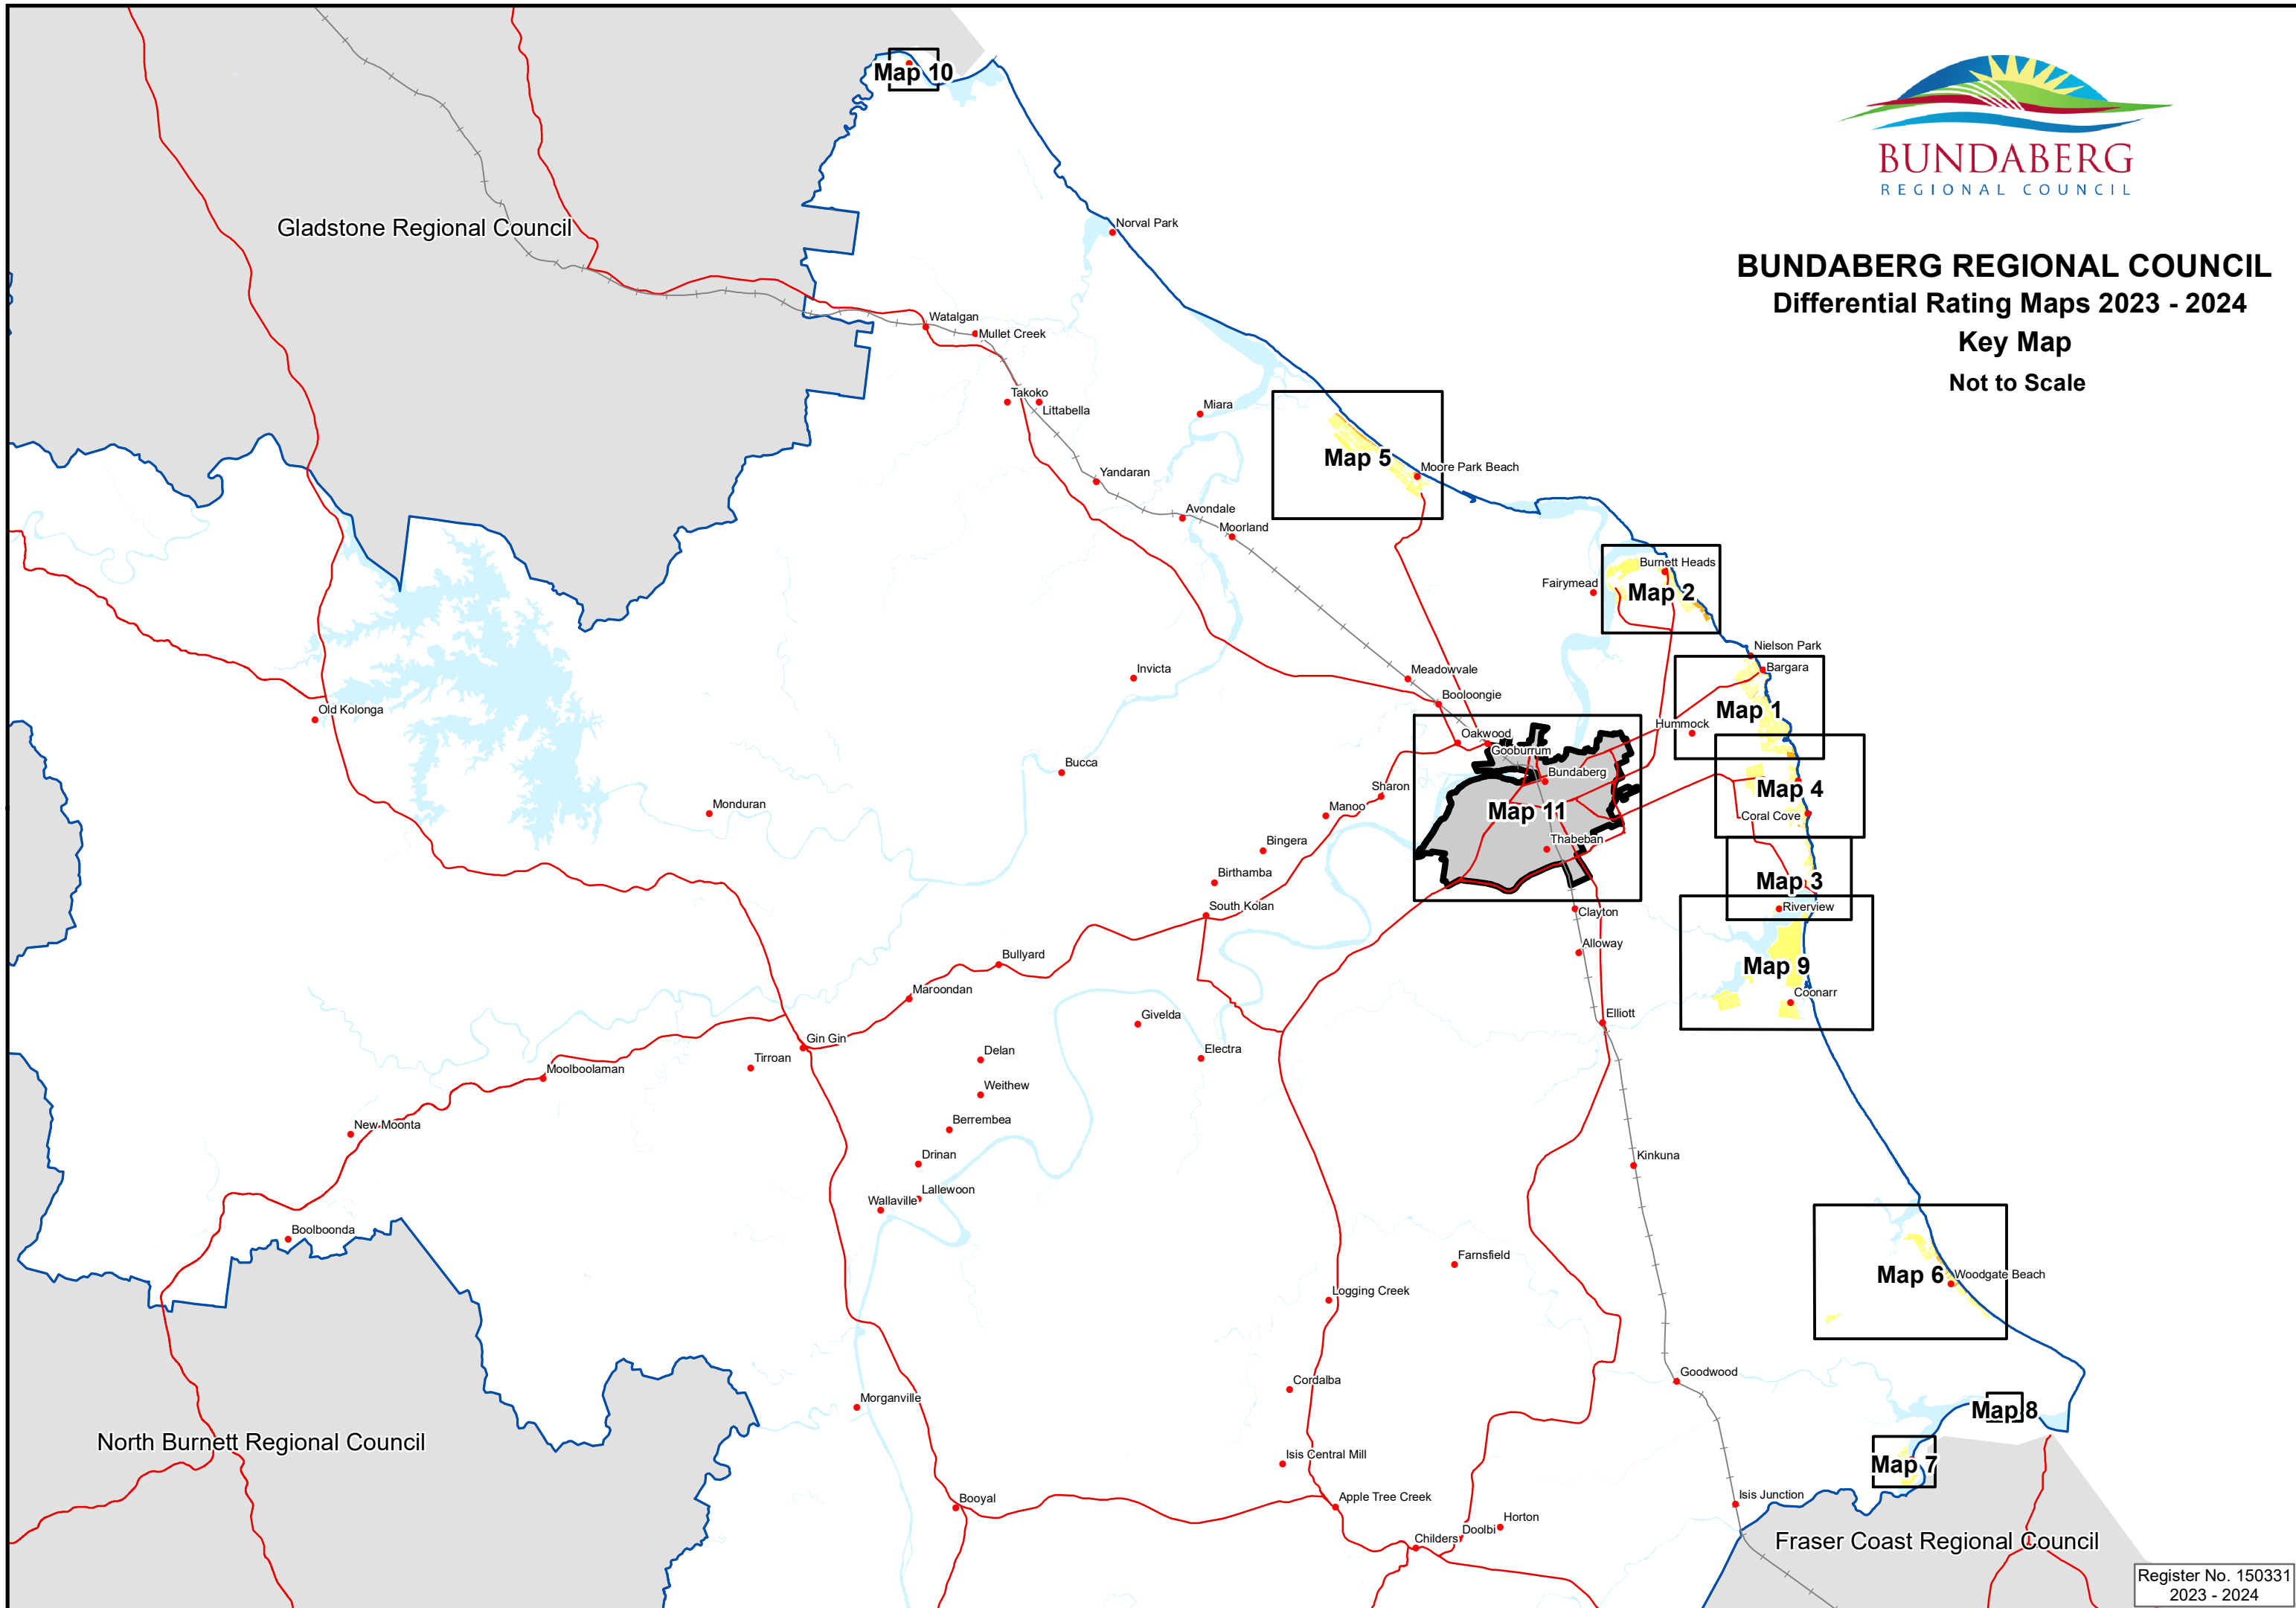 BUNDABERG
REGIONAL COUNCIL
BUNDABERG REGIONAL COUNCIL
Differential Rating Maps 2023 - 2024
Key Map
Not to Scale
Map 10
Gladstone Regional Council
Norval Park
Watalgan
Mullet Creek
Takoko
Littabella
Miara
Map 5
Moore Park Beach
Yandaran
Avondale
Moorland
Burnett Heads
Fairymead
Map 2
Nielson Park
Bargara
Invicta
Meadowvale
Booloongie
Old Kolonga
Map 1
Hummock
Oakwood
Gooburrum
Bucca
Bundaberg
Sharon
Map 4
Monduran
Manoo
Map 11
Coral Cove
Bingera
Thabeban
Birthamba
Map 3
South Kolan
Riverview
Clayton
Alloway
Bullyard
Map 9
Maroondan
Coonarr
Givelda
Elliott
Gin Gin
Delan
Electra
Tirroan
Moolboolaman
Weithew
New Moonta
Berrembea
Drinan
Kinkuna
Lallewoon
Wallaville
Boolboonda
Farnsfield
Map 6
Woodgate Beach
Logging Creek
Goodwood
Cordalba
Morganville
Map 8
North Burnett Regional Council
Isis Central Mill
Map 7
Booyal
Apple Tree Creek
Isis Junction
Horton
Doolbi
Childers
Fraser Coast Regional Council
Register No. 150331
2023 - 2024